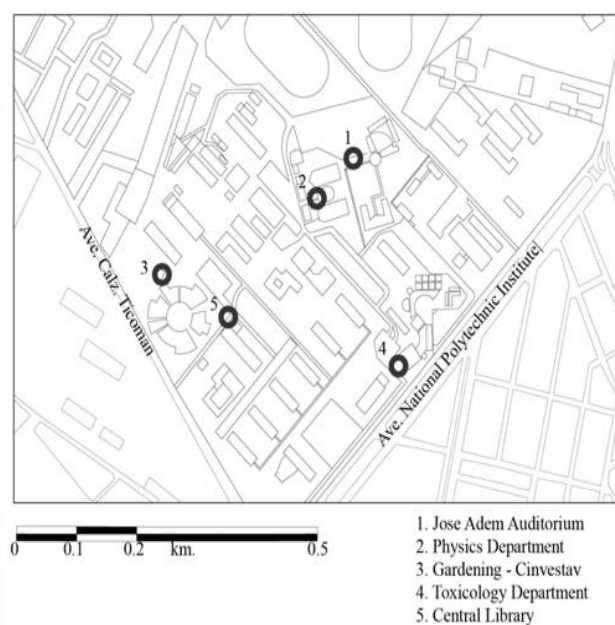 1
2
Ave. Calz. Ticoman
3
5
4
Ave. National Polytechnic Institute
0 0.1 0.2 km. 0.5
1. Jose Adem Auditorium
2. Physics Department
3. Gardening - Cinvestav
4. Toxicology Department
5. Central Library